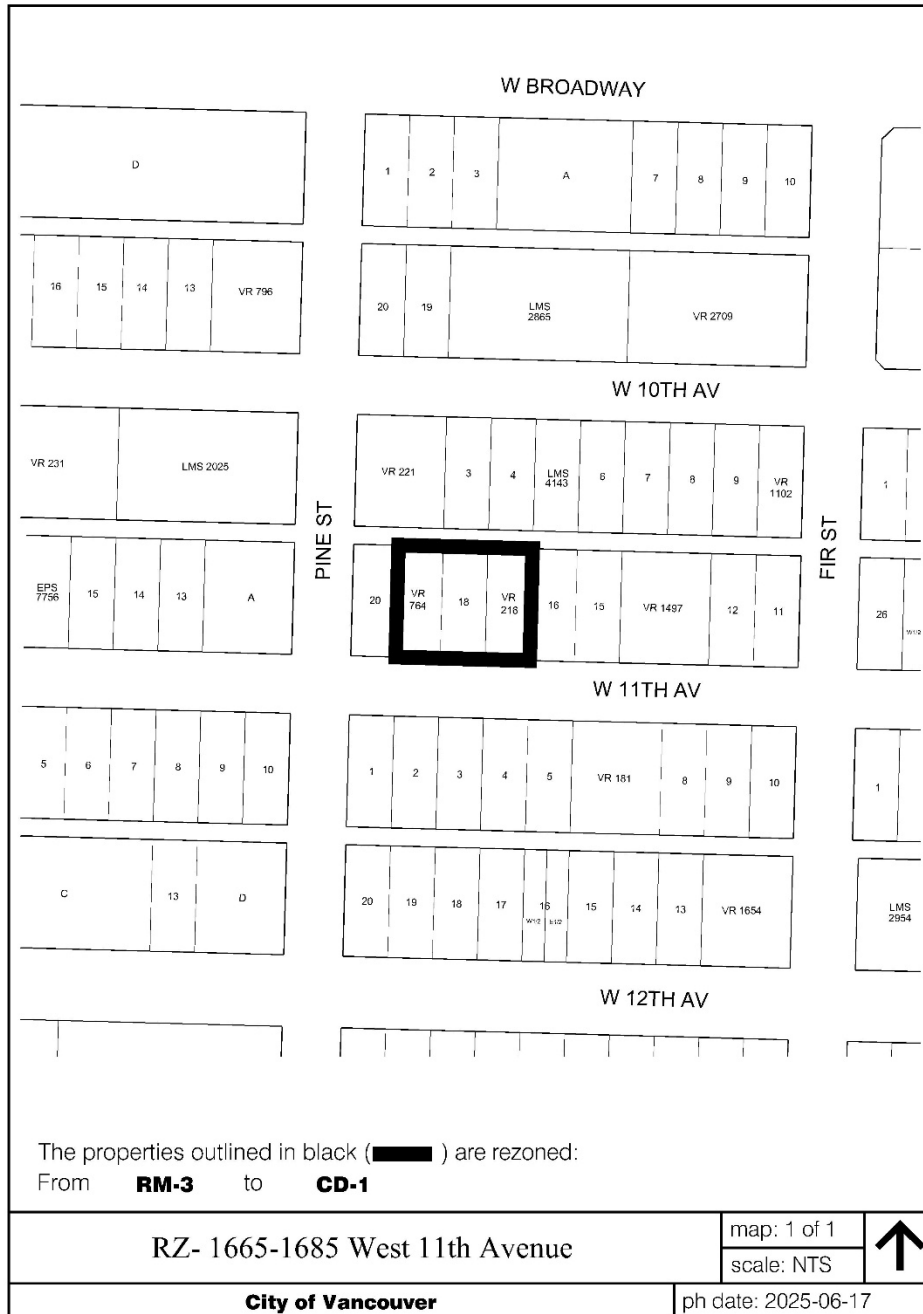 W BROADWAY
D
1 2 3 A 7 8 9 10
16 15 14 13 VR 796
20 19 LMS 2865 VR 2709
W 10TH AV
VR 231 LMS 2025
VR 221 3 4 LMS 4143 6 7 8 9 VR 1102
1
PINE ST
FIR ST
EPS 7756 15 14 13 A
20 VR 764 18 VR 218 16 15 VR 1497 12 11
26 W1/2
W 11TH AV
5 6 7 8 9 10
1 2 3 4 5 VR 181 8 9 10
1
C 13 D
20 19 18 17 16 W1/2 E1/2 15 14 13 VR 1654
LMS 2954
W 12TH AV
The properties outlined in black ( ) are rezoned:
From RM-3 to CD-1
RZ- 1665-1685 West 11th Avenue
map: 1 of 1
scale: NTS
City of Vancouver
ph date: 2025-06-17